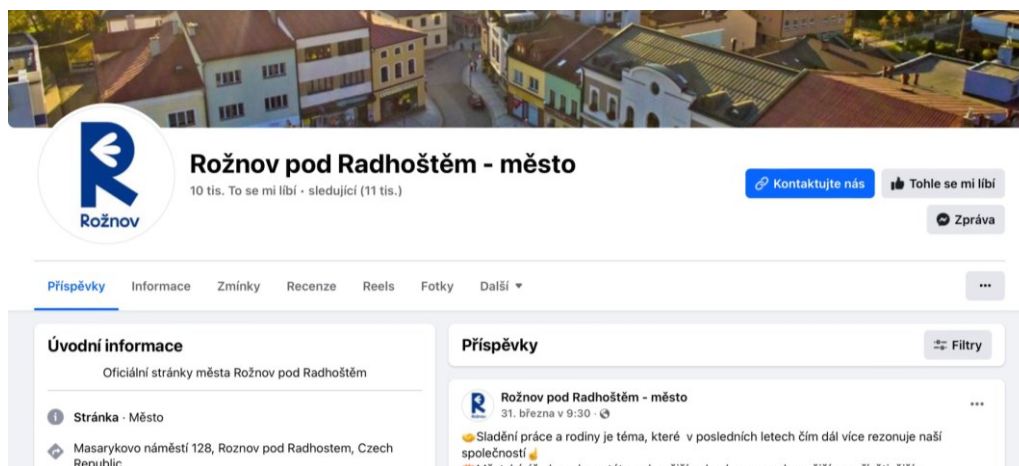 Rožnov pod Radhoštěm - město
10 tis. To se mi líbí · sledující (11 tis.)
Rožnov
Kontaktujte nás
Tohle se mi líbí
Zpráva
Příspěvky
Informace
Zmínky
Recenze
Reels
Fotky
Další
Úvodní informace
Oficiální stránky města Rožnov pod Radhoštěm
Stránka · Město
Masarykovo náměstí 128, Roznov pod Radhostem, Czech
Republic
Příspěvky
Filtry
Rožnov pod Radhoštěm - město
31. března v 9:30 ·
Sladění práce a rodiny je téma, které v posledních letech čím dál více rezonuje naší
společností